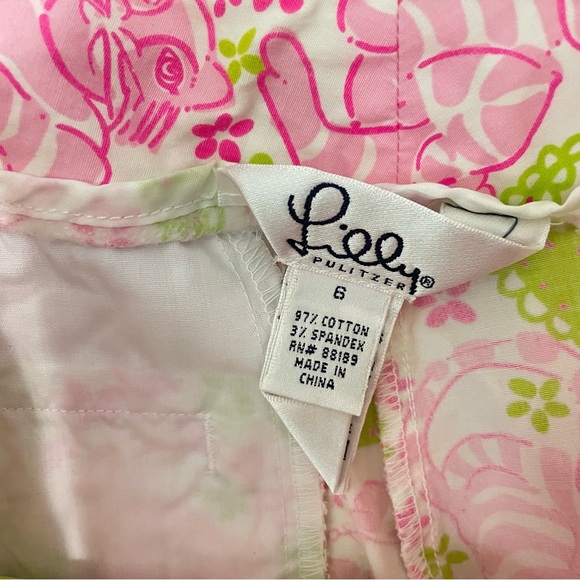 Lilly
PULITZER®
6
97% COTTON
3% SPANDEX
RN# 88189
MADE IN
CHINA